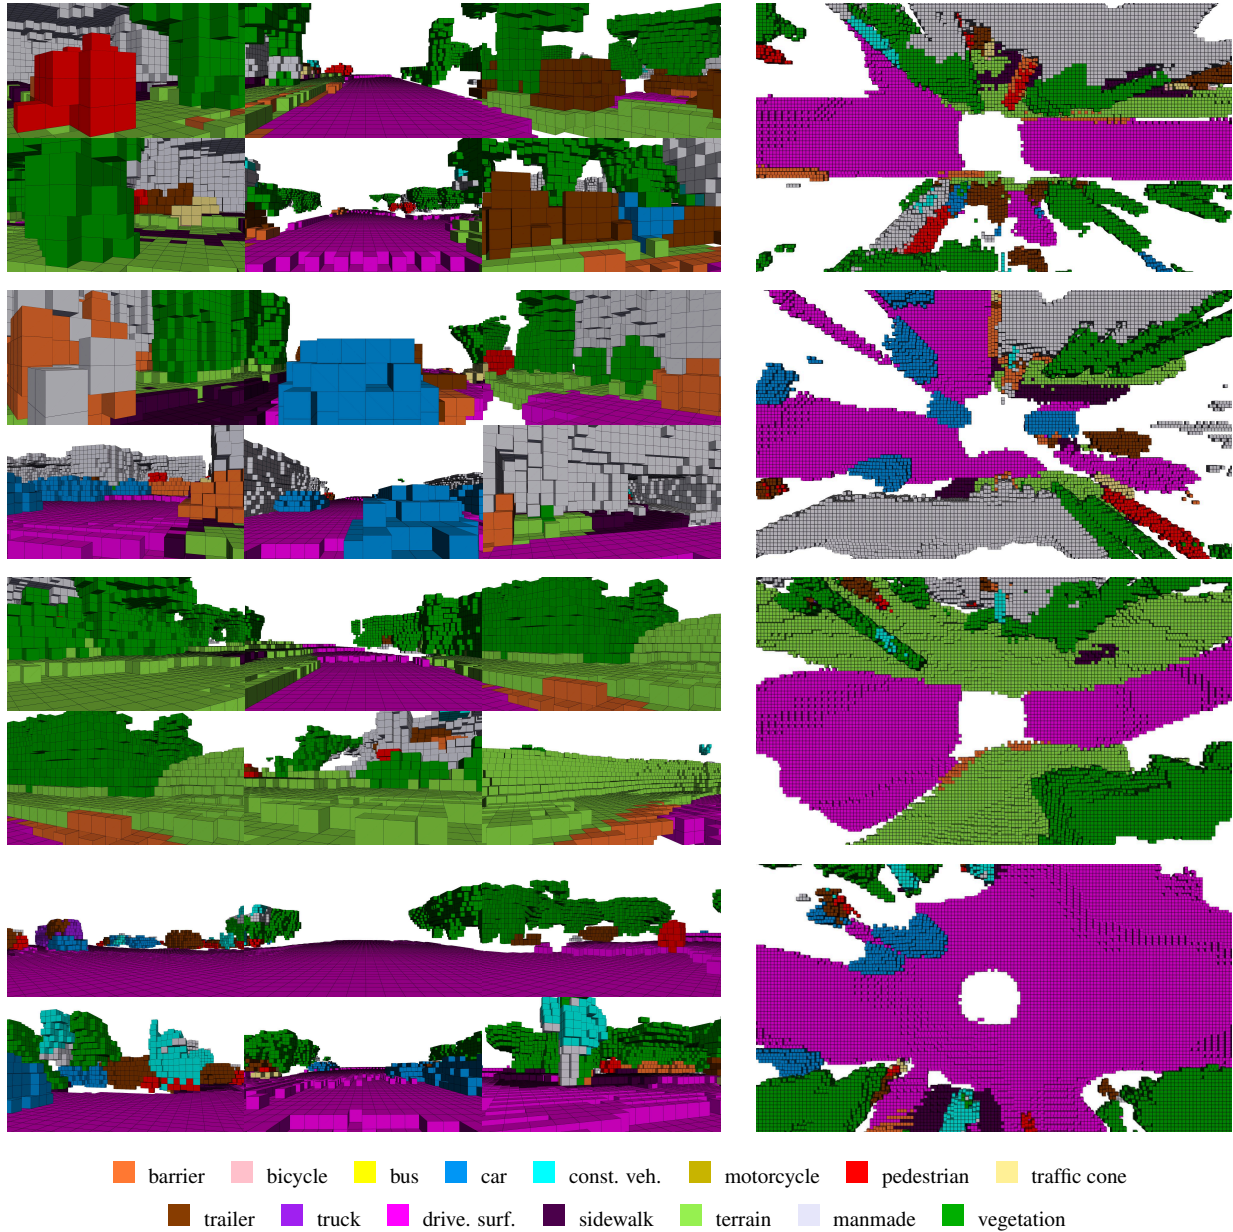 barrier bicycle bus car const. veh. motorcycle pedestrian traffic cone
trailer truck drive. surf. sidewalk terrain manmade vegetation